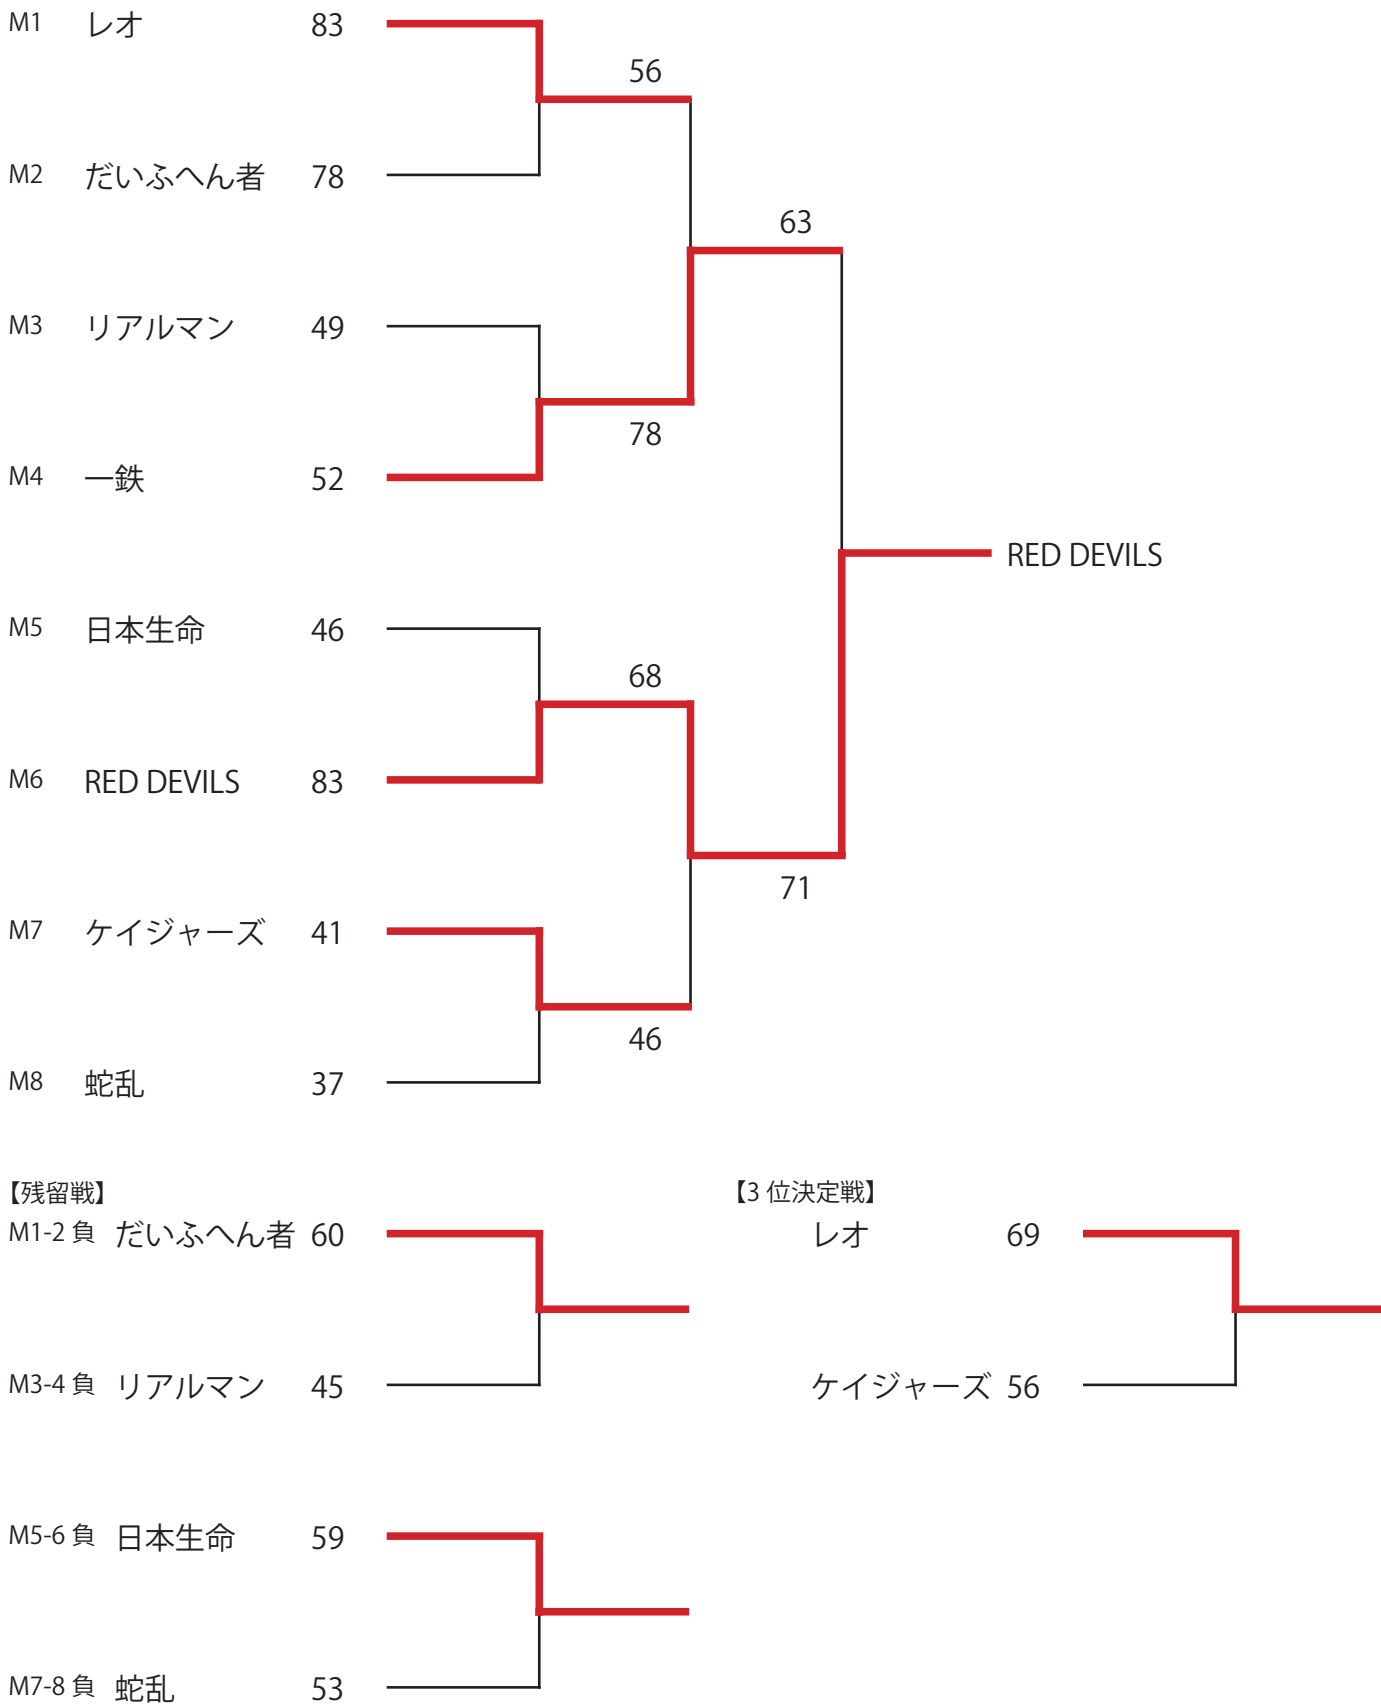 M1 レオ 83
56
M2 だいふへん者 78
63
M3 リアルマン 49
78
M4 一鉄 52
RED DEVILS
M5 日本生命 46
68
M6 RED DEVILS 83
71
M7 ケイジャーズ 41
46
M8 蛇乱 37
【残留戦】
M1-2 負 だいふへん者 60
M3-4 負 リアルマン 45
M5-6 負 日本生命 59
M7-8 負 蛇乱 53
【3 位決定戦】
レオ 69
ケイジャーズ 56